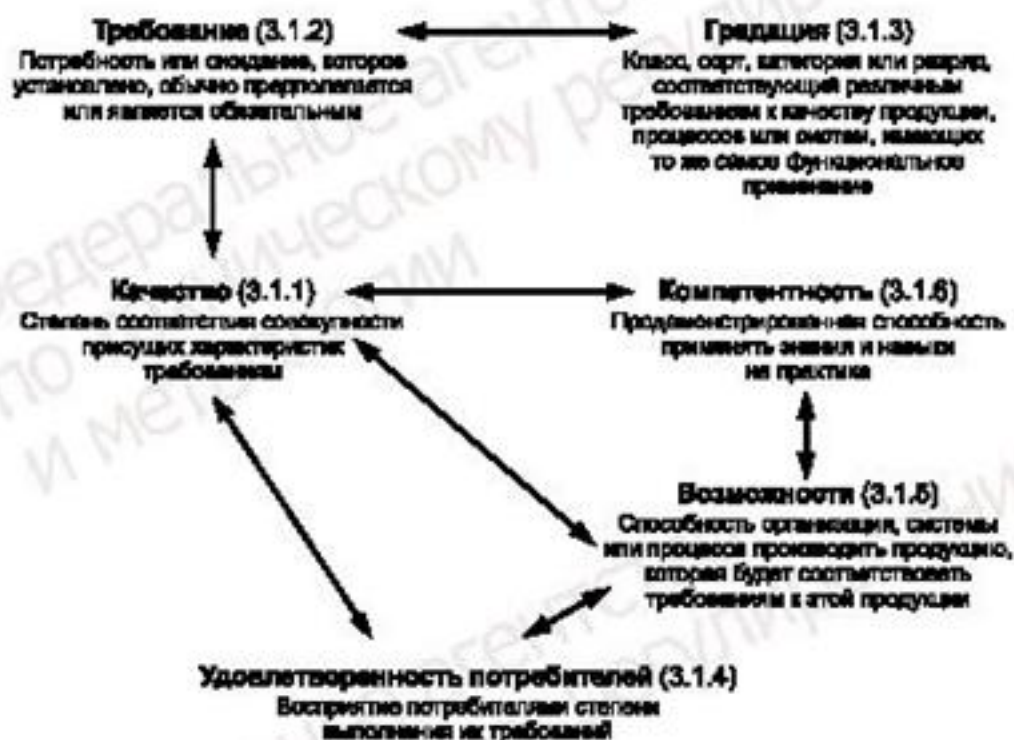 Требование (3.1.2)
Потребность или ожидание, которое
установлено, обычно предполагается
или является обязательным
Градация (3.1.3)
Класс, сорт, категория или разряд,
соответствующий различным
требованиям к качеству продукции,
процессов или систем, имеющих
то же самое функциональное
применение
Качество (3.1.1)
Степень соответствия совокупности
присущих характеристик
требованиям
Компетентность (3.1.6)
Продемонстрированная способность
применять знания и навыки
на практике
Возможности (3.1.5)
Способность организации, системы
или процесса производить продукцию,
которая будет соответствовать
требованиям к этой продукции
Удовлетворенность потребителей (3.1.4)
Восприятие потребителями степени
выполнения их требований